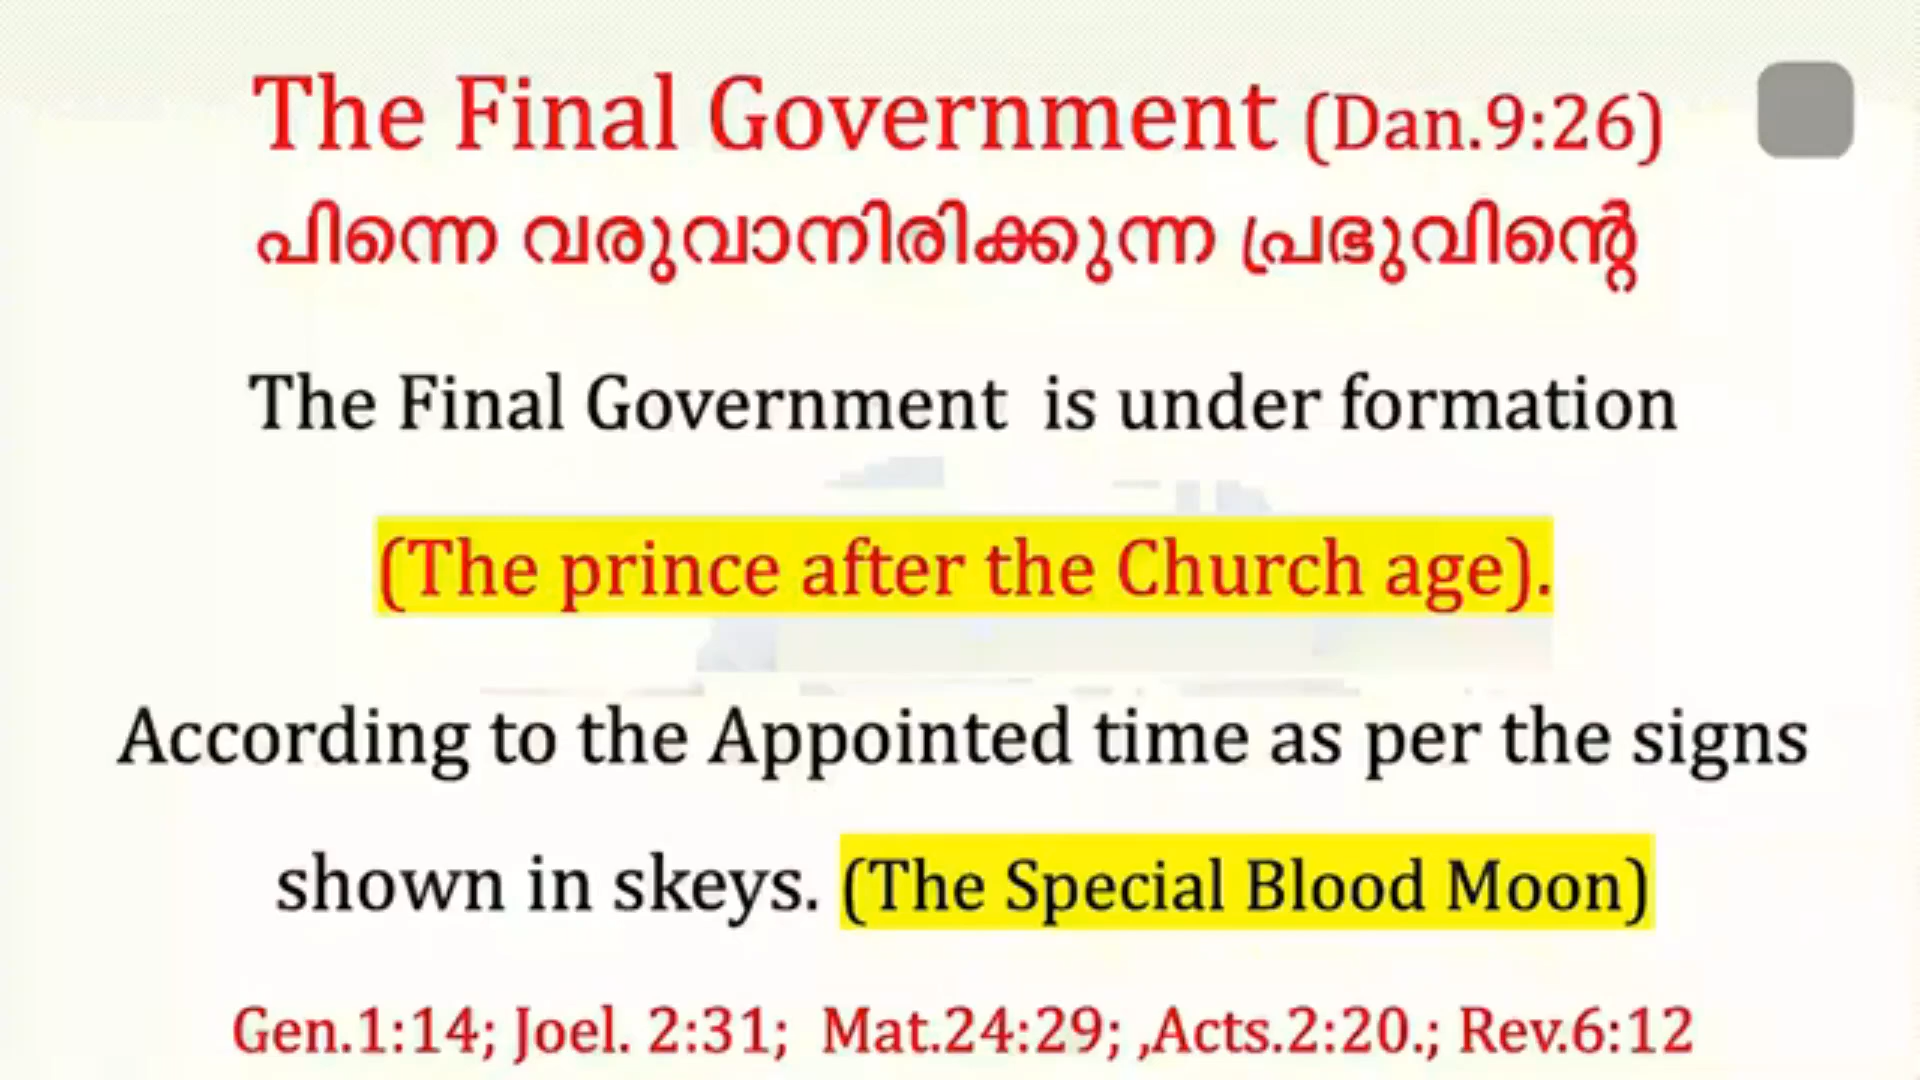 The Final Government (Dan.9:26)
പിന്നെ വരുവാനിരിക്കുന്ന പ്രഭുവിന്റെ
The Final Government is under formation
(The prince after the Church age).
According to the Appointed time as per the signs
shown in skeys. (The Special Blood Moon)
Gen.1:14; Joel. 2:31; Mat.24:29; ,Acts.2:20.; Rev.6:12